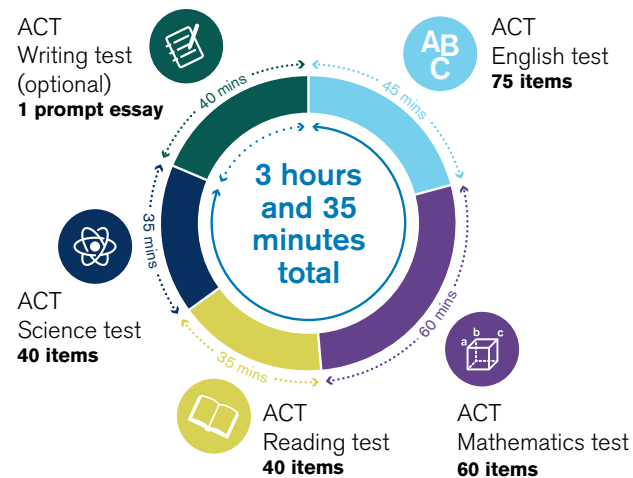 ACT
Writing test
(optional)
1 prompt essay
40 mins
45 mins
AB
C
ACT
English test
75 items
3 hours
and 35
minutes
total
35 mins
60 mins
35 mins
ACT
Science test
40 items
ACT
Reading test
40 items
a b c
ACT
Mathematics test
60 items